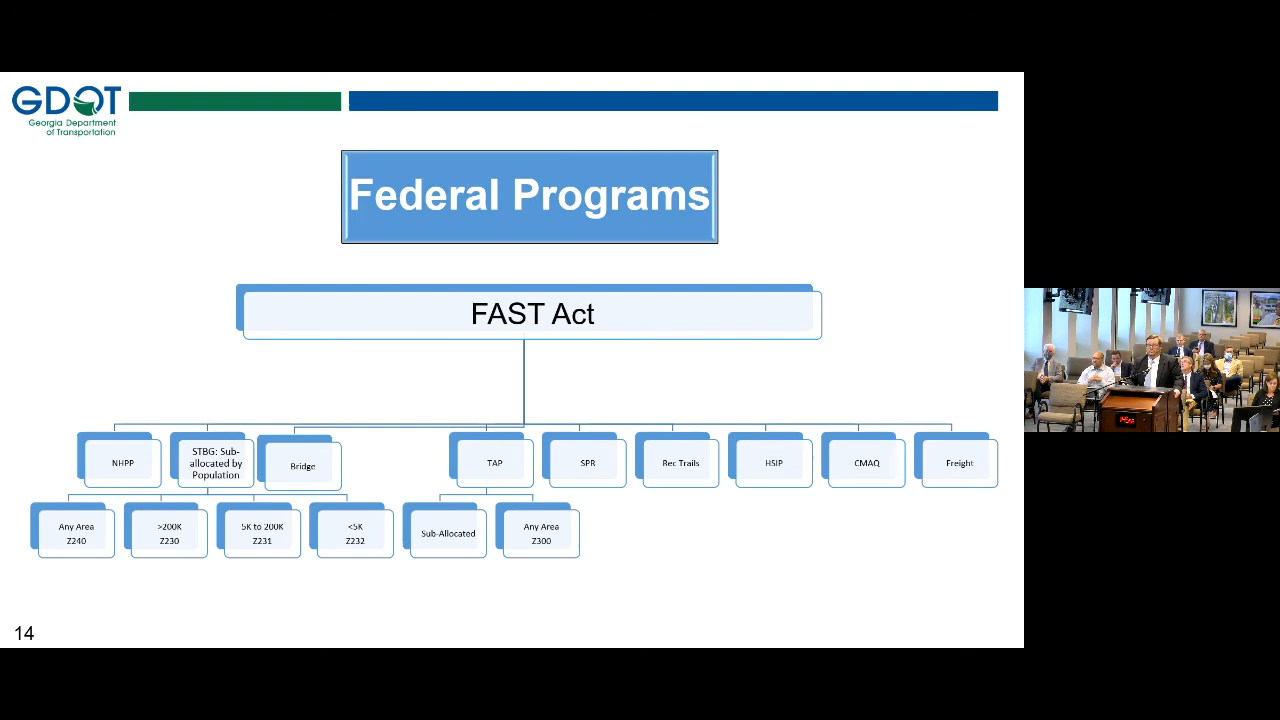 GDOT
Georgia Department
of Transportation
Federal Programs
FAST Act
NHPP
STBG: Sub-
allocated by
Population
Bridge
TAP
SPR
Rec Trails
HSIP
CMAQ
Freight
Any Area
Z240
>200K
Z230
5K to 200K
Z231
<5K
Z232
Sub-Allocated
Any Area
Z300
14